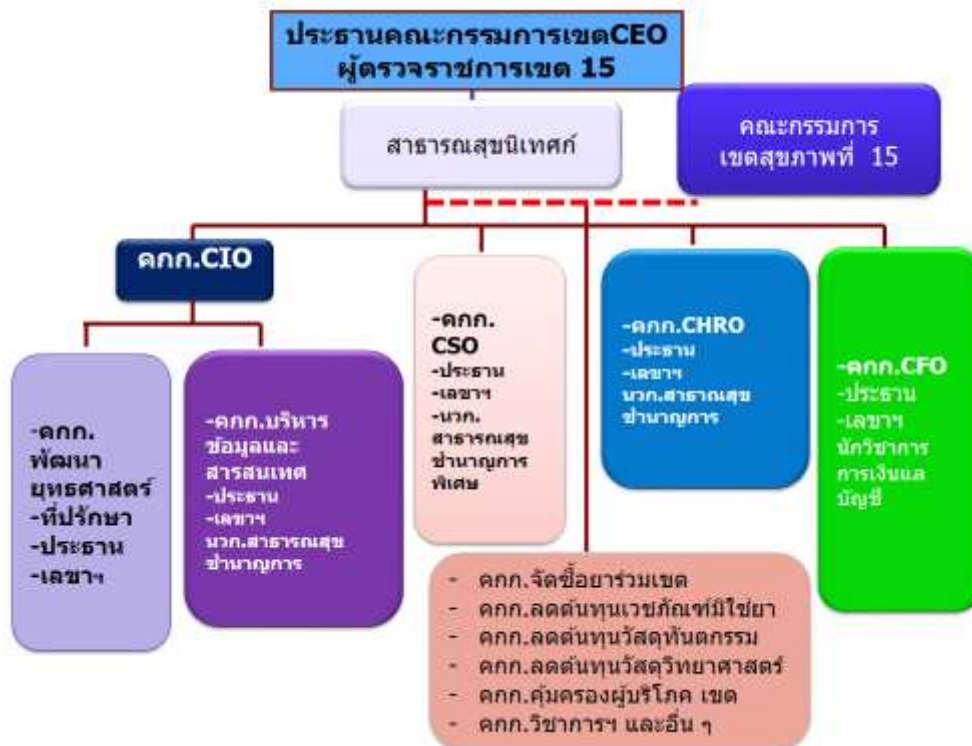 ประธานคณะกรรมการเขตCEO
ผู้ตรวจราชการเขต 15
สาธารณสุขนิเทศก์
คณะกรรมการ
เขตสุขภาพที่ 15
คกก.CIO
-คกก.
พัฒนา
ยุทธศาสตร์
-ที่ปรึกษา
-ประธาน
-เลขาฯ
-คกก.บริหาร
ข้อมูลและ
สารสนเทศ
-ประธาน
-เลขาฯ
นวก.สาธารณสุข
ชำนาญการ
-คกก.
CSO
-ประธาน
-เลขาฯ
-นวก.
สาธารณสุข
ชำนาญการ
พิเศษ
-คกก.CHRO
-ประธาน
-เลขาฯ
นวก.สาธาณสุข
ชำนาญการ
-คกก.CFO
-ประธาน
-เลขาฯ
นักวิชาการ
การเงินแล
บัญชี
- คกก.จัดซื้อยาร่วมเขต
- คกก.ลดต้นทุนเวชภัณฑ์มิใช่ยา
- คกก.ลดต้นทุนวัสดุทันตกรรม
- คกก.ลดต้นทุนวัสดุวิทยาศาสตร์
- คกก.คุ้มครองผู้บริโภค เขต
- คกก.วิชาการฯ และอื่น ๆ